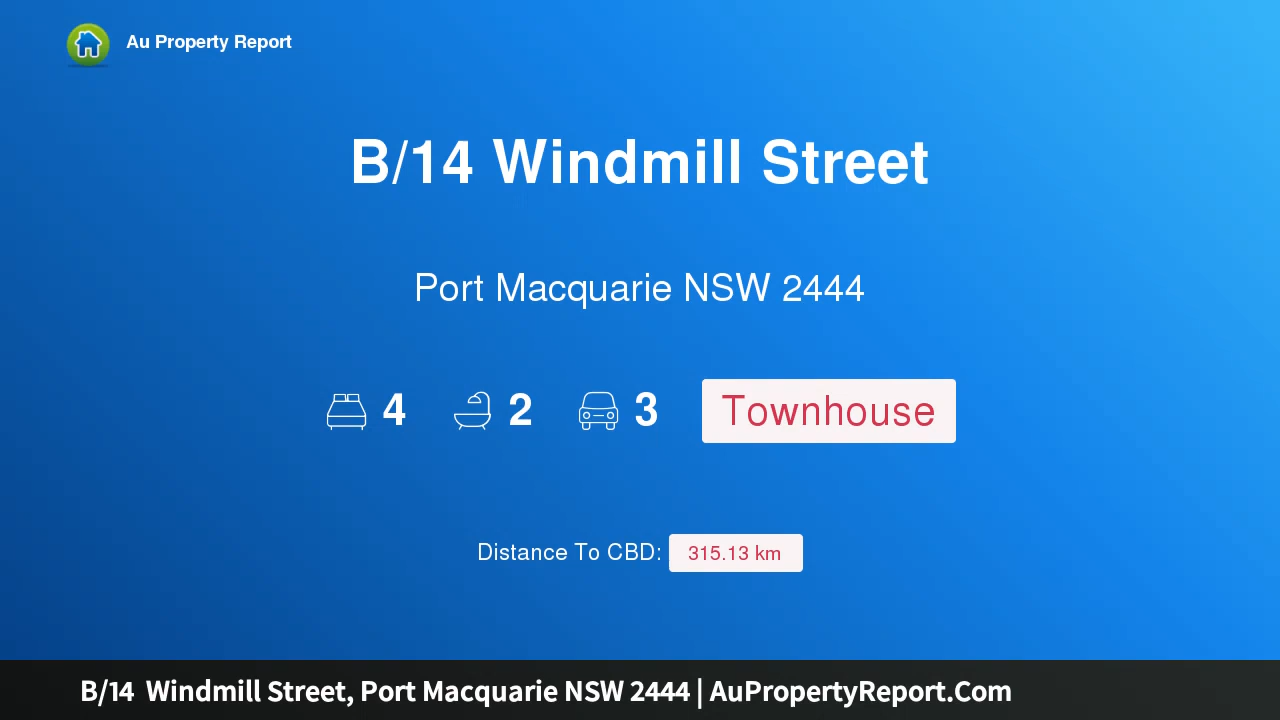 Au Property Report
B/14 Windmill Street
Port Macquarie NSW 2444
4 2 3 Townhouse
Distance To CBD: 315.13 km
B/14 Windmill Street, Port Macquarie NSW 2444 | AuPropertyReport.Com